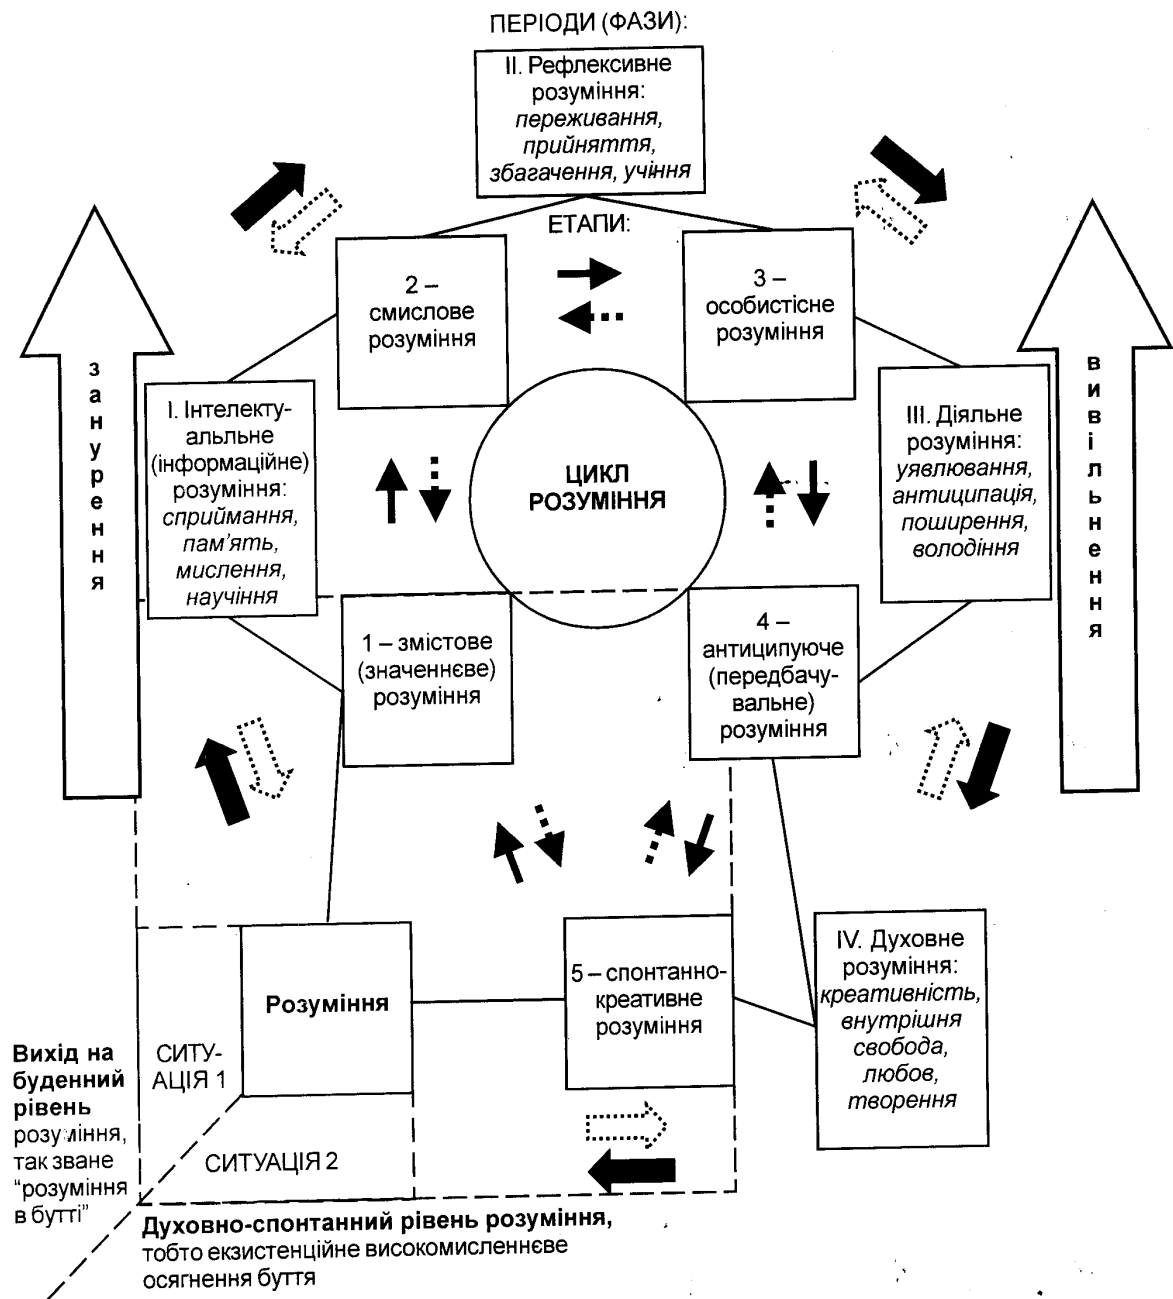 ПЕРІОДИ (ФАЗИ):
II. Рефлексивне
розуміння:
переживання,
прийняття,
збагачення, учіння
ЕТАПИ:
2 –
смислове
розуміння
3 –
особистісне
розуміння
занурення
I. Інтелекту-
альльне
(інформаційне)
розуміння:
сприймання,
пам’ять,
мислення,
научіння
ЦИКЛ
РОЗУМІННЯ
III. Діяльне
розуміння:
уявлювання,
антиципація,
поширення,
володіння
вивільнення
1 – змістове
(значеннєве)
розуміння
4 –
антиципуюче
(передбачу-
вальне)
розуміння
Розуміння
5 – спонтанно-
креативне
розуміння
IV. Духовне
розуміння:
креативність,
внутрішня
свобода,
любов,
творення
Вихід на
буденний
рівень
розуміння,
так зване
“розуміння
в бутті”
СИТУ-
АЦІЯ 1
СИТУАЦІЯ 2
Духовно-спонтанний рівень розуміння,
тобто екзистенційне високомисленнєве
осягнення буття